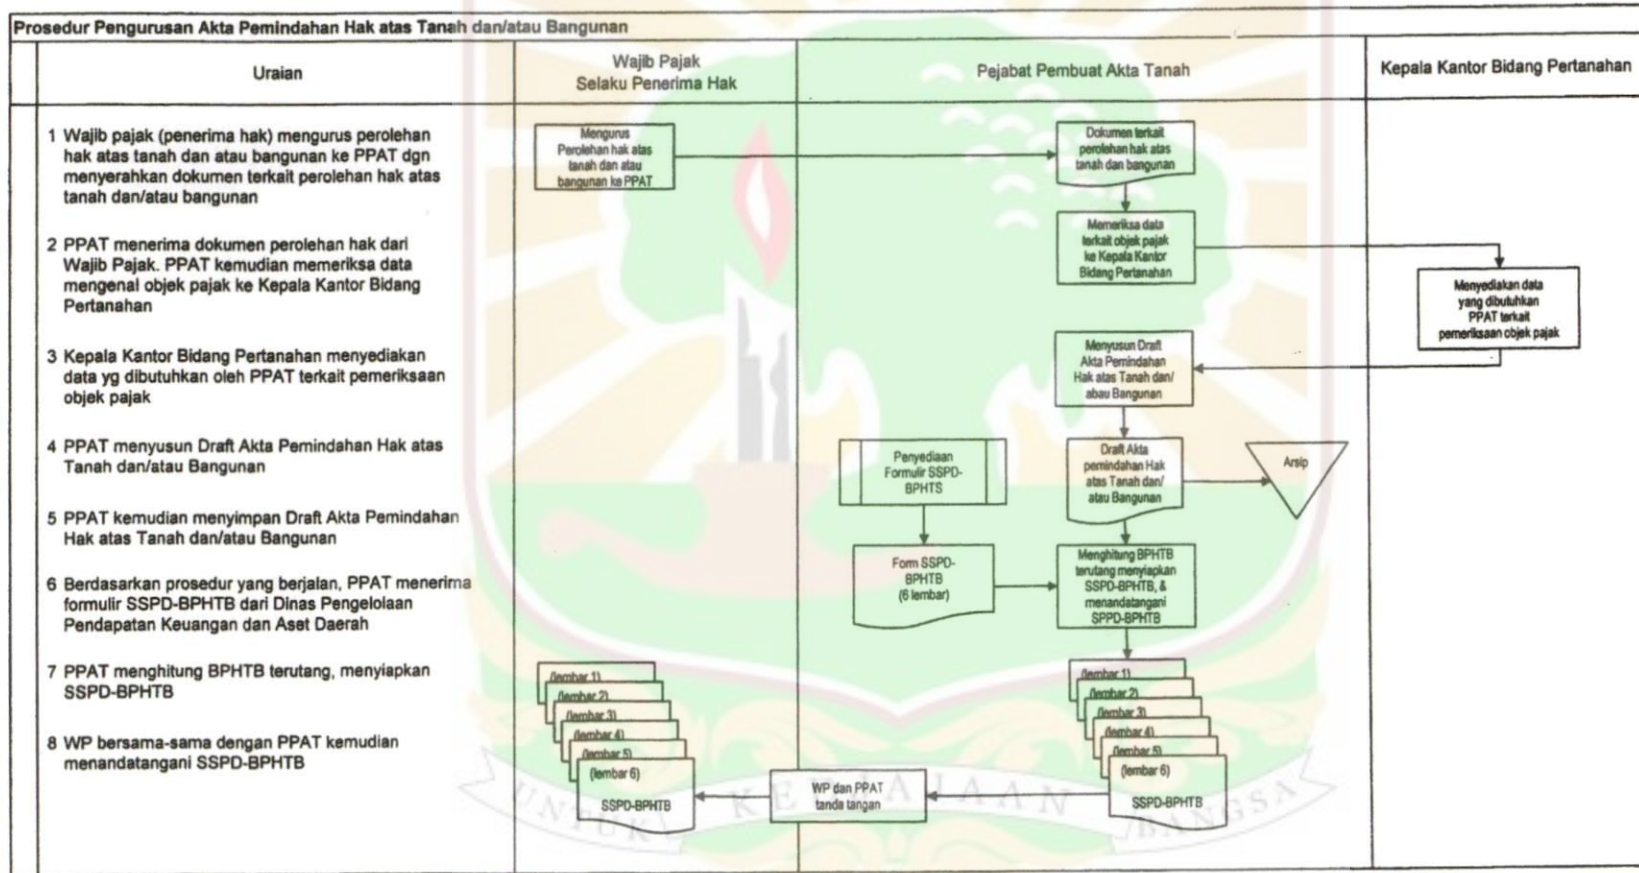 Prosedur Pengurusan Akta Pemindahan Hak atas Tanah dan/atau Bangunan
Uraian
Wajib Pajak
Selaku Penerima Hak
Pejabat Pembuat Akta Tanah
Kepala Kantor Bidang Pertanahan
1 Wajib pajak (penerima hak) mengurus perolehan
hak atas tanah dan atau bangunan ke PPAT dgn
menyerahkan dokumen terkait perolehan hak atas
tanah dan/atau bangunan
2 PPAT menerima dokumen perolehan hak dari
Wajib Pajak. PPAT kemudian memeriksa data
mengenal objek pajak ke Kepala Kantor Bidang
Pertanahan
3 Kepala Kantor Bidang Pertanahan menyediakan
data yg dibutuhkan oleh PPAT terkait pemeriksaan
objek pajak
4 PPAT menyusun Draft Akta Pemindahan Hak atas
Tanah dan/atau Bangunan
5 PPAT kemudian menyimpan Draft Akta Pemindahan
Hak atas Tanah dan/atau Bangunan
6 Berdasarkan prosedur yang berjalan, PPAT menerima
formulir SSPD-BPHTB dari Dinas Pengelolaan
Pendapatan Keuangan dan Aset Daerah
7 PPAT menghitung BPHTB terutang, menyiapkan
SSPD-BPHTB
8 WP bersama-sama dengan PPAT kemudian
menandatangani SSPD-BPHTB
Mengurus
Perolehan hak atas
tanah dan atau
bangunan ke PPAT
Dokumen terkait
perolehan hak atas
tanah dan bangunan
Memeriksa data
terkait objek pajak
ke Kepala Kantor
Bidang Pertanahan
Menyediakan data
yang dibutuhkan
PPAT terkait
pemeriksaan objek pajak
Menyusun Draft
Akta Pemindahan
Hak atas Tanah dan/
abau Bangunan
Penyediaan
Formulir SSPD-
BPHTS
Draft Akta
pemindahan Hak
atas Tanah dan/
atau Bangunan
Arsip
Form SSPD-
BPHTB
(6 lembar)
Menghitung BPHTB
terutang menyiapkan
SSPD-BPHTB, &
menandatangani
SPPD-BPHTB
(lembar 1)
(lembar 2)
(lembar 3)
(lembar 4)
(lembar 5)
(lembar 6)
SSPD-BPHTB
WP dan PPAT
tanda tangan
(lembar 1)
(lembar 2)
(lembar 3)
(lembar 4)
(lembar 5)
(lembar 6)
SSPD-BPHTB
UNTUK KEMAJAAN BANGSA